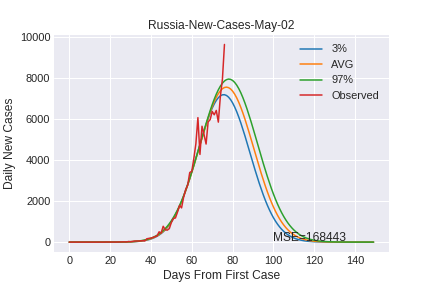 Russia-New-Cases-May-02
10000
8000
6000
4000
2000
0
Daily New Cases
3%
AVG
97%
Observed
MSE=168443
0 20 40 60 80 100 120 140
Days From First Case